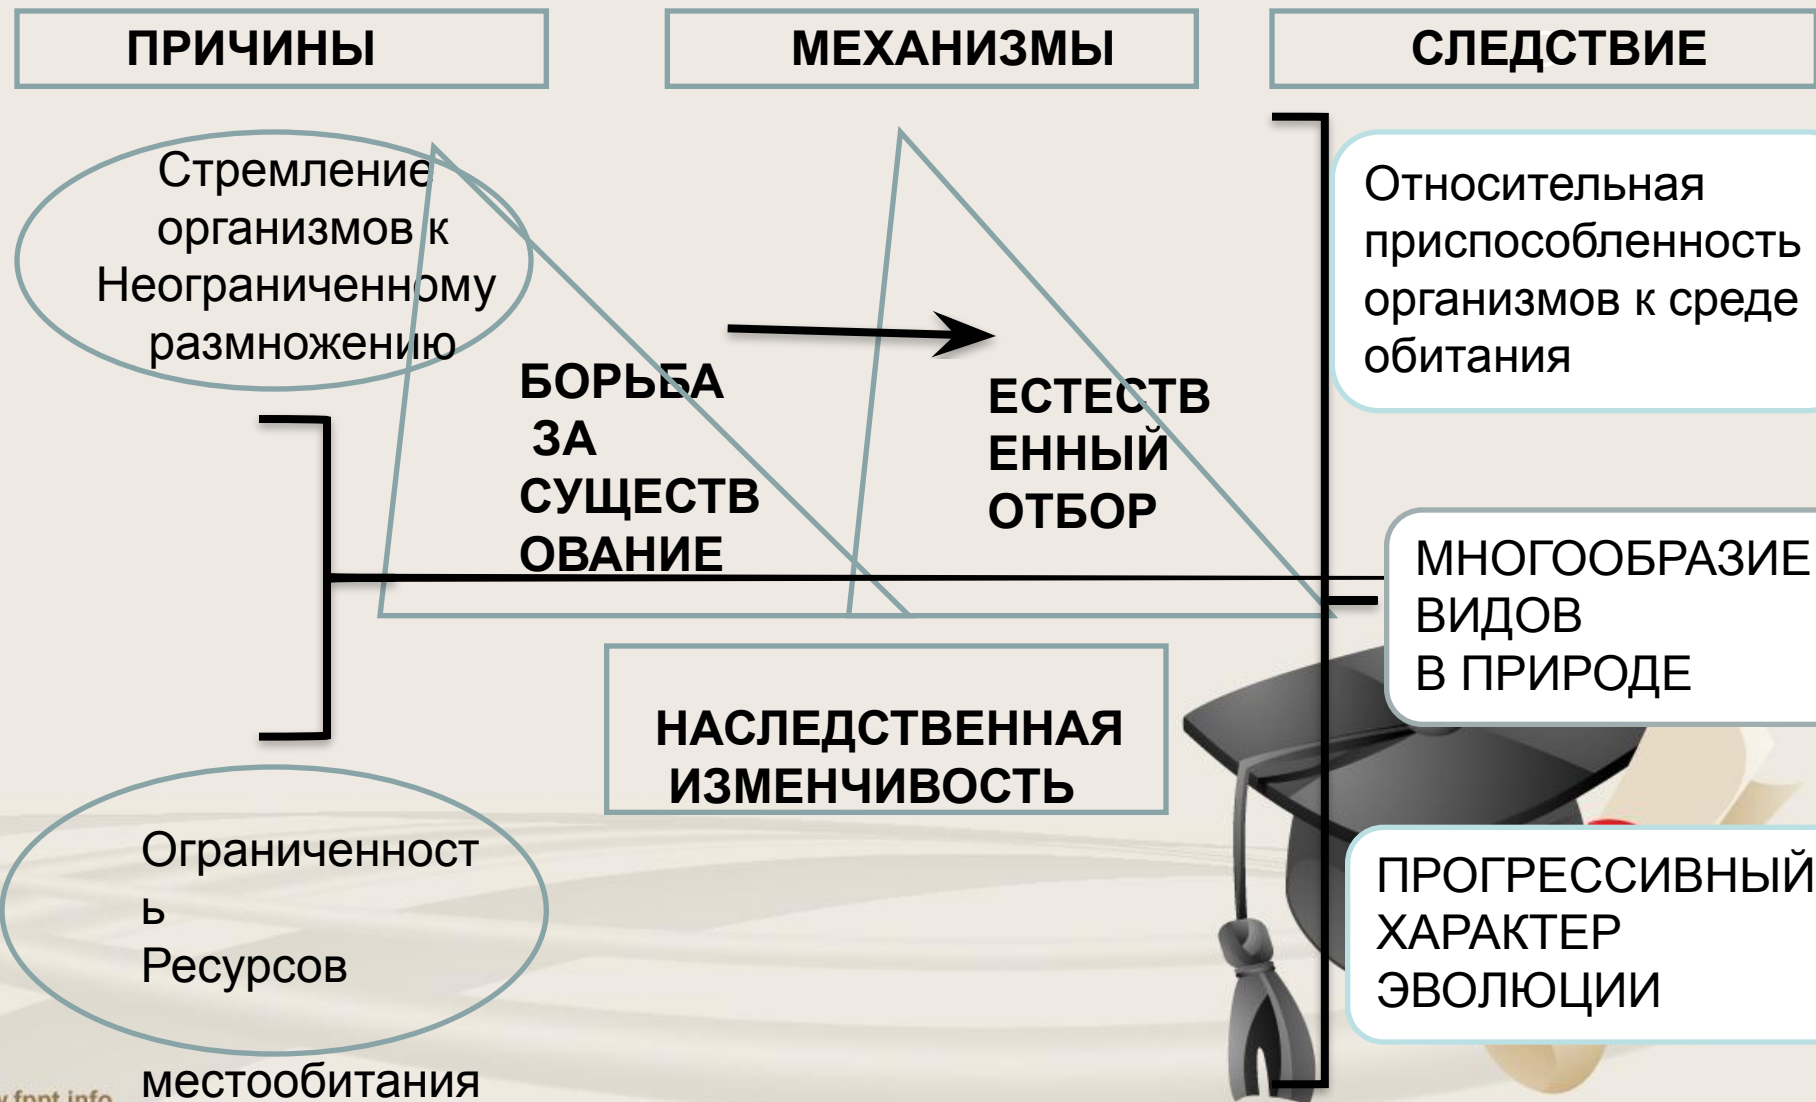 ПРИЧИНЫ
МЕХАНИЗМЫ
СЛЕДСТВИЕ
Стремление
организмов к
Неограниченному
размножению
БОРЬБА
ЗА
СУЩЕСТВ
ОВАНИЕ
ЕСТЕСТВ
ЕННЫЙ
ОТБОР
Относительная
приспособленность
организмов к среде
обитания
МНОГООБРАЗИЕ
ВИДОВ
В ПРИРОДЕ
НАСЛЕДСТВЕННАЯ
ИЗМЕНЧИВОСТЬ
Ограниченност
ь
Ресурсов
местообитания
ПРОГРЕССИВНЫЙ
ХАРАКТЕР
ЭВОЛЮЦИИ